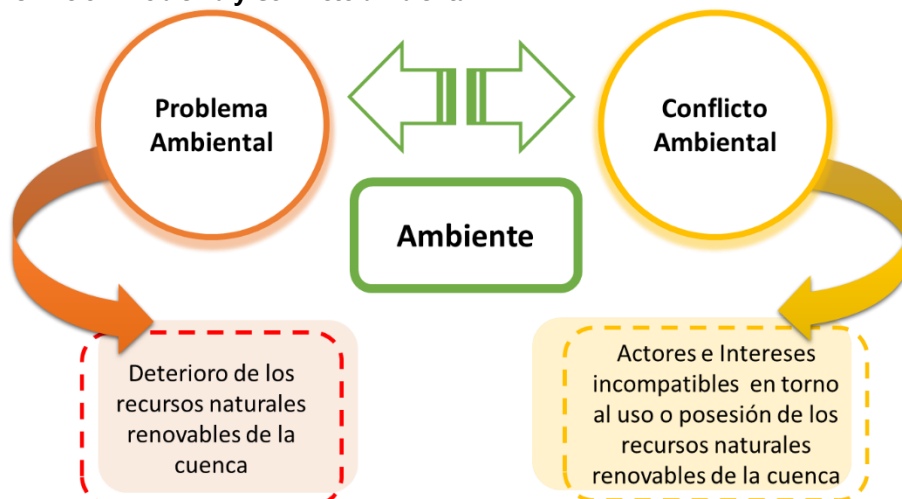 Problema
Ambiental
Conflicto
Ambiental
Ambiente
Deterioro de los
recursos naturales
renovables de la
cuenca
Actores e Intereses
incompatibles en torno
al uso o posesión de los
recursos naturales
renovables de la cuenca